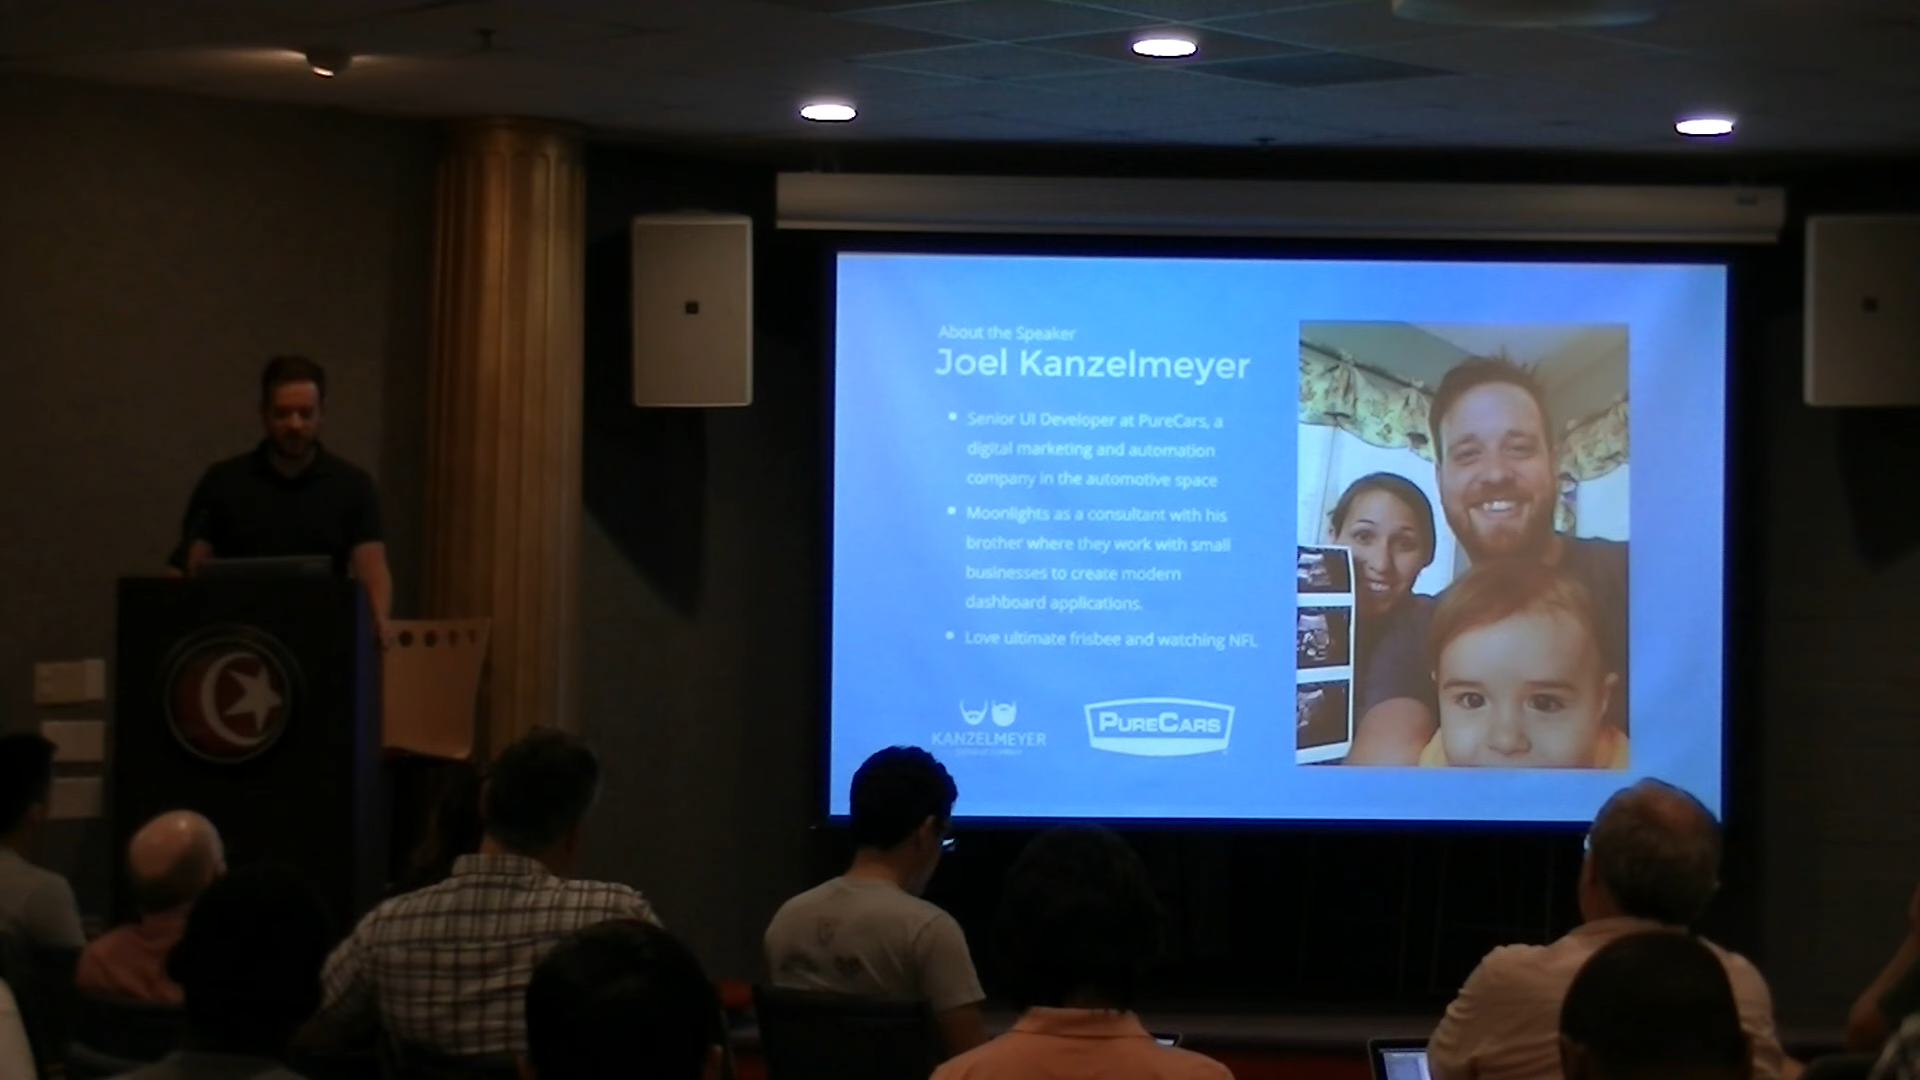 About the Speaker
Joel Kanzelmeyer
Senior UI Developer at PureCars, a
digital marketing and automation
company in the automotive space
Moonlights as a consultant with his
brother where they work with small
businesses to create modern
dashboard applications.
Love ultimate frisbee and watching NFL
KANZELMEYER
PURECARS